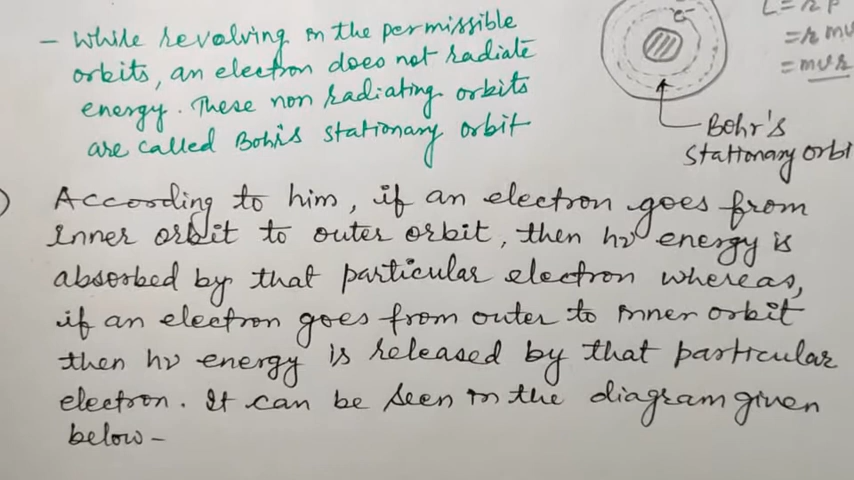 - While revolving in the permissible
orbits, an electron does not radiate
energy. These non radiating orbits
are called Bohr's stationary orbit
e-
L = r p
= r mv
= mvr
Bohr's
stationary orbi
) According to him, if an electron goes from
inner orbit to outer orbit, then hν energy is
absorbed by that particular electron whereas,
if an electron goes from outer to inner orbit
then hν energy is released by that particular
electron. It can be seen in the diagram given
below-